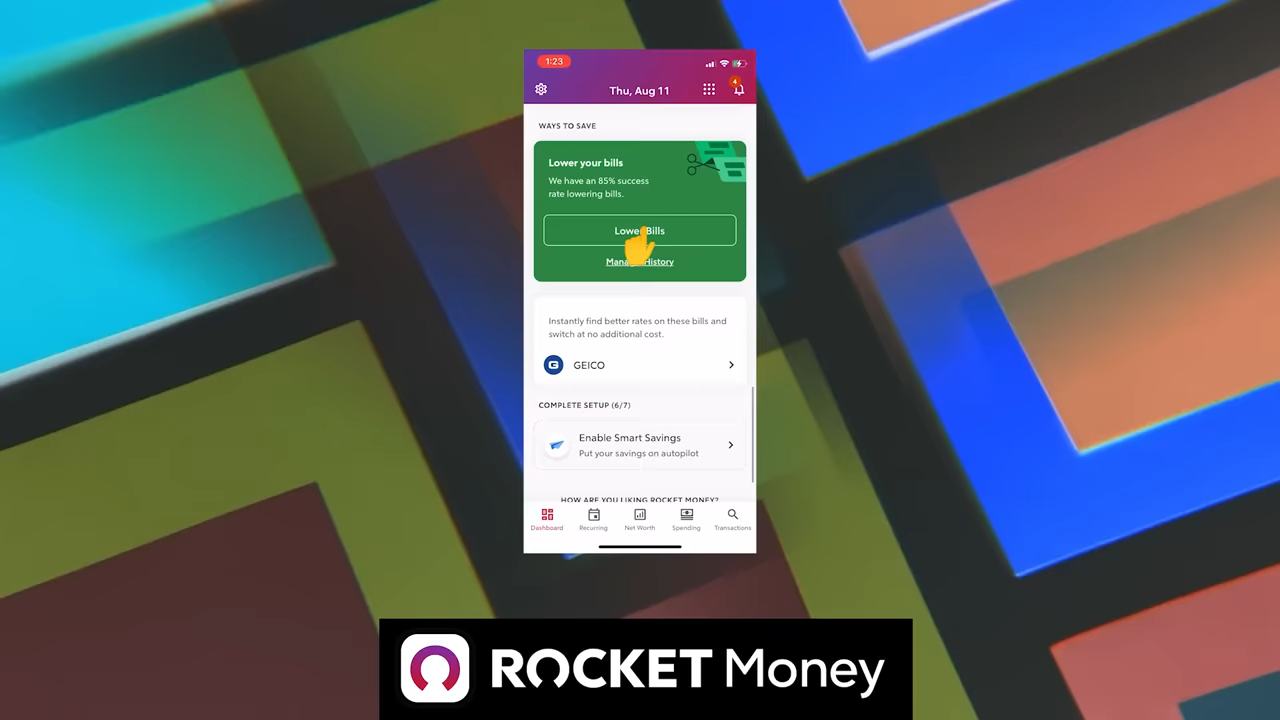 1:23
Thu, Aug 11
4
WAYS TO SAVE
Lower your bills
We have an 85% success
rate lowering bills.
Lower Bills
Manage History
Instantly find better rates on these bills and
switch at no additional cost.
G GEICO
COMPLETE SETUP (6/7)
Enable Smart Savings
Put your savings on autopilot
HOW ARE YOU LIKING ROCKET MONEY?
Dashboard Recurring Net Worth Spending Transactions
ROCKET Money